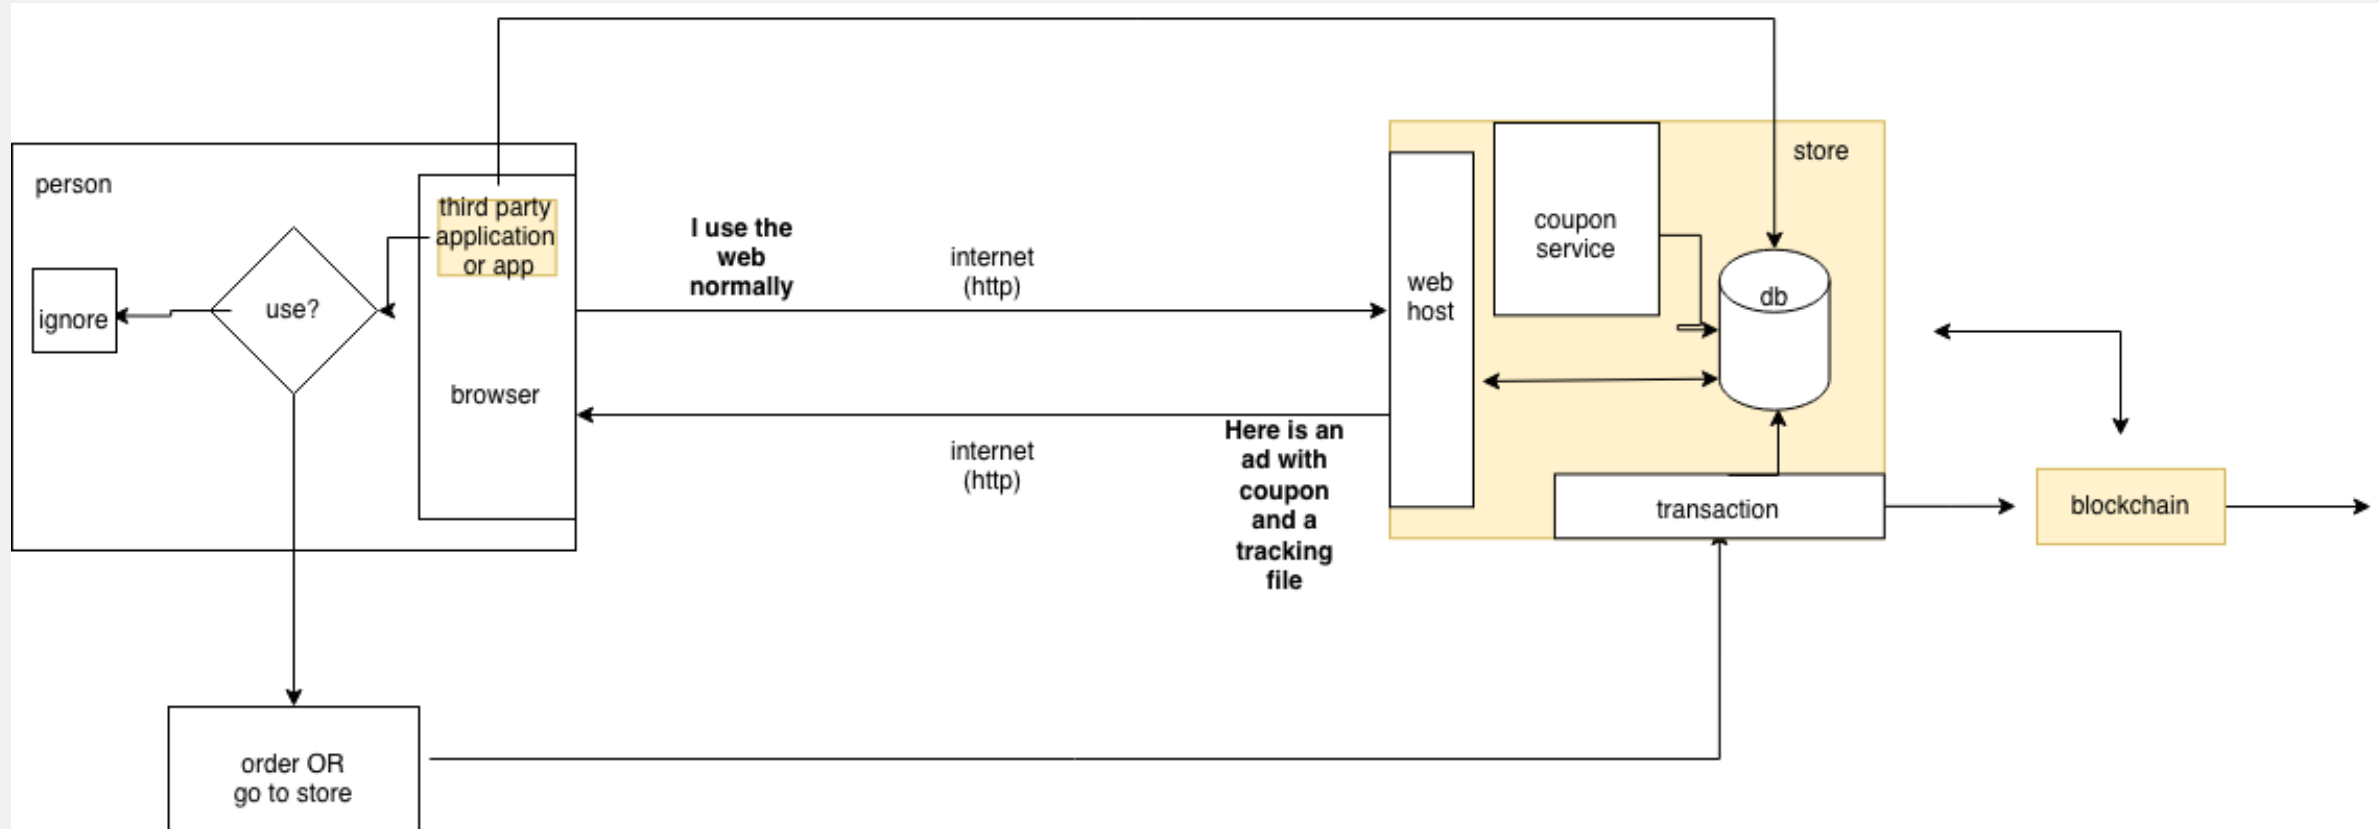 person
third party
application
or app
use?
ignore
browser
I use the
web
normally
internet
(http)
internet
(http)
Here is an
ad with
coupon
and a
tracking
file
web
host
coupon
service
store
db
transaction
blockchain
order OR
go to store